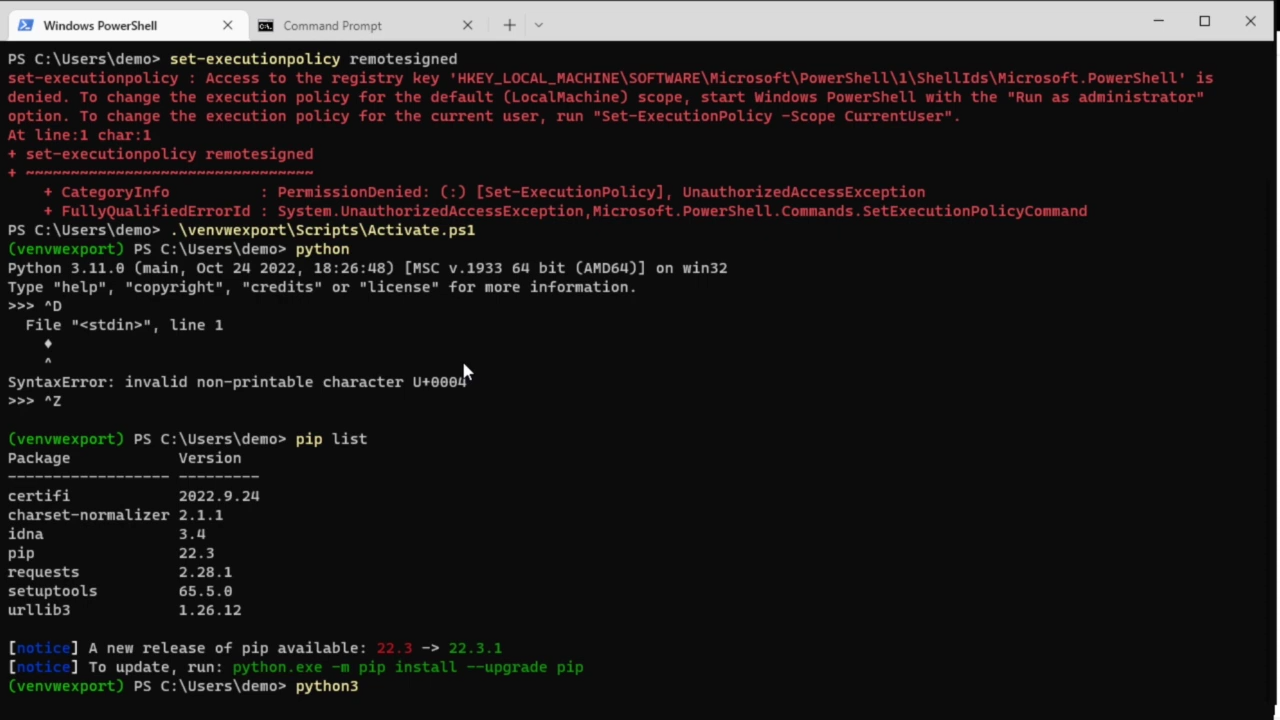 Windows PowerShell
Command Prompt
PS C:\Users\demo> set-executionpolicy remotesigned
set-executionpolicy : Access to the registry key 'HKEY_LOCAL_MACHINE\SOFTWARE\Microsoft\PowerShell\1\ShellIds\Microsoft.PowerShell' is
denied. To change the execution policy for the default (LocalMachine) scope, start Windows PowerShell with the "Run as administrator"
option. To change the execution policy for the current user, run "Set-ExecutionPolicy -Scope CurrentUser".
At line:1 char:1
+ set-executionpolicy remotesigned
+ ~~~~~~~~~~~~~~~~~~~~~~~~~~~~~~~~
+ CategoryInfo : PermissionDenied: (:) [Set-ExecutionPolicy], UnauthorizedAccessException
+ FullyQualifiedErrorId : System.UnauthorizedAccessException,Microsoft.PowerShell.Commands.SetExecutionPolicyCommand
PS C:\Users\demo> .\venvwexport\Scripts\Activate.ps1
(venvwexport) PS C:\Users\demo> python
Python 3.11.0 (main, Oct 24 2022, 18:26:48) [MSC v.1933 64 bit (AMD64)] on win32
Type "help", "copyright", "credits" or "license" for more information.
>>> ^D
File "<stdin>", line 1
♦
^
SyntaxError: invalid non-printable character U+0004
>>> ^Z
(venvwexport) PS C:\Users\demo> pip list
Package Version
------------------ ---------
certifi 2022.9.24
charset-normalizer 2.1.1
idna 3.4
pip 22.3
requests 2.28.1
setuptools 65.5.0
urllib3 1.26.12
[notice] A new release of pip available: 22.3 -> 22.3.1
[notice] To update, run: python.exe -m pip install --upgrade pip
(venvwexport) PS C:\Users\demo> python3